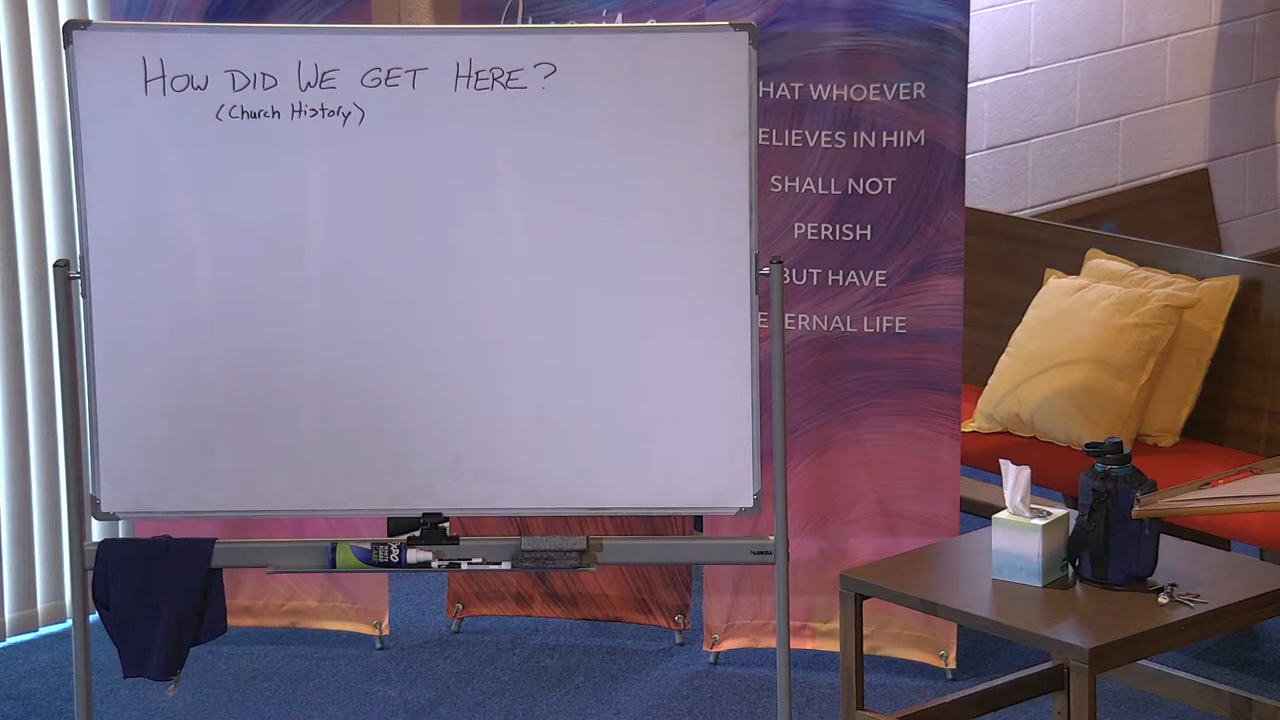 HOW DID WE GET HERE?
(Church History)
HAT WHOEVER
ELIEVES IN HIM
SHALL NOT
PERISH
BUT HAVE
E ERNAL LIFE
EXPO